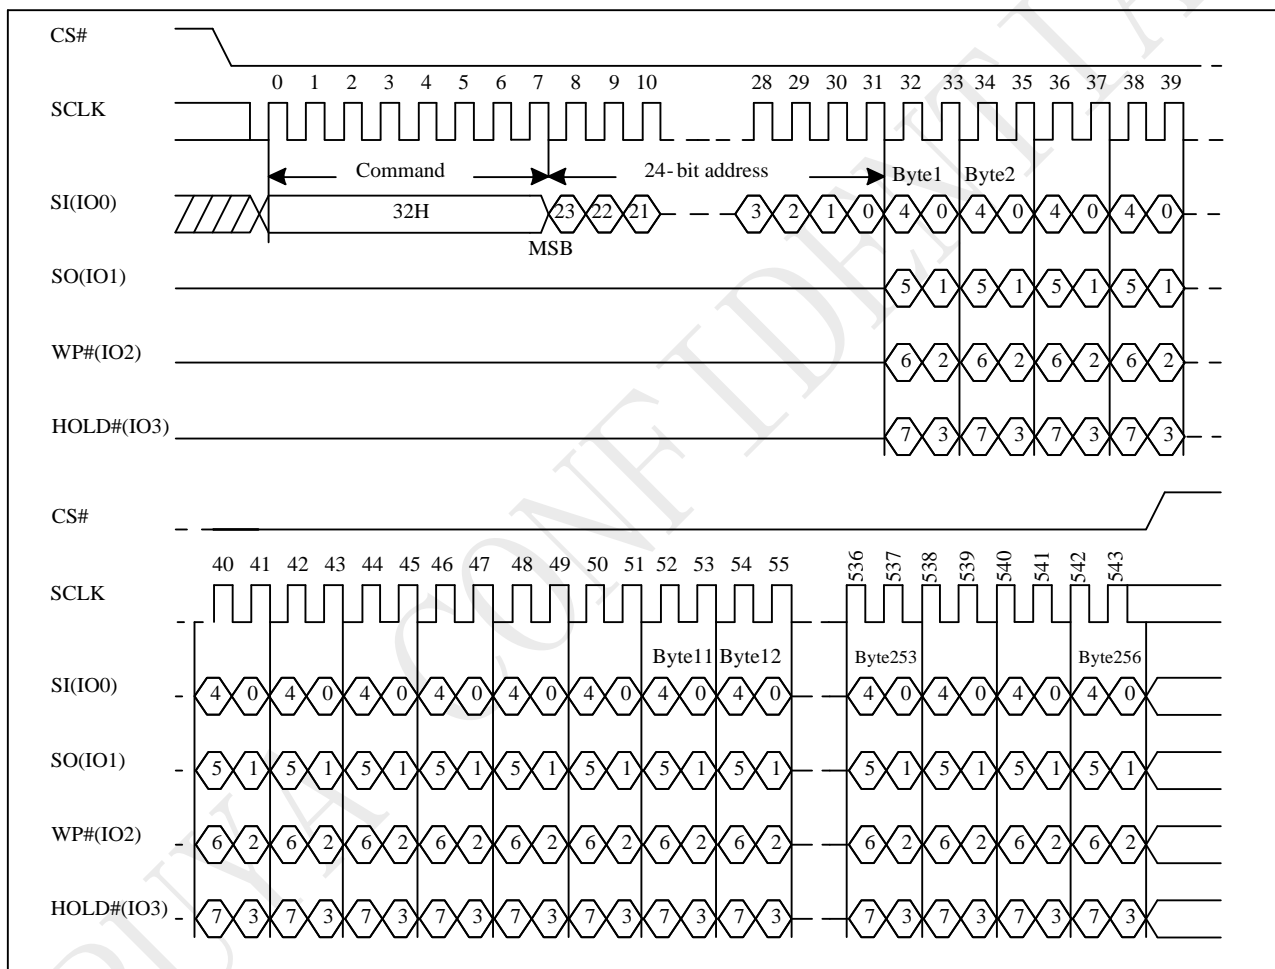 CS#
0 1 2 3 4 5 6 7 8 9 10 28 29 30 31 32 33 34 35 36 37 38 39
SCLK
Command 24-bit address Byte1 Byte2
SI(IO0) 32H 23 22 21 3 2 1 0 4 0 4 0 4 0 4 0
MSB
SO(IO1) 5 1 5 1 5 1 5 1
WP#(IO2) 6 2 6 2 6 2 6 2
HOLD#(IO3) 7 3 7 3 7 3 7 3
CS#
40 41 42 43 44 45 46 47 48 49 50 51 52 53 54 55 536 537 538 539 540 541 542 543
SCLK
Byte11 Byte12 Byte253 Byte256
SI(IO0) 4 0 4 0 4 0 4 0 4 0 4 0 4 0 4 0 4 0 4 0 4 0 4 0
SO(IO1) 5 1 5 1 5 1 5 1 5 1 5 1 5 1 5 1 5 1 5 1 5 1 5 1
WP#(IO2) 6 2 6 2 6 2 6 2 6 2 6 2 6 2 6 2 6 2 6 2 6 2 6 2
HOLD#(IO3) 7 3 7 3 7 3 7 3 7 3 7 3 7 3 7 3 7 3 7 3 7 3 7 3
PUYA CONFIDENTIA